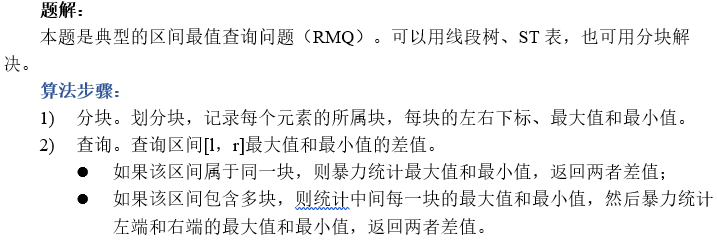 题解：
本题是典型的区间最值查询问题（RMQ）。可以用线段树、ST 表，也可用分块解
决。
算法步骤：
1) 分块。划分块，记录每个元素的所属块，每块的左右下标、最大值和最小值。
2) 查询。查询区间[l，r]最大值和最小值的差值。
● 如果该区间属于同一块，则暴力统计最大值和最小值，返回两者差值；
● 如果该区间包含多块，则统计中间每一块的最大值和最小值，然后暴力统计
左端和右端的最大值和最小值，返回两者差值。